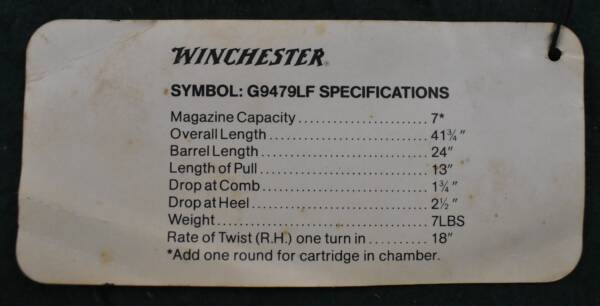 WINCHESTER®
SYMBOL: G9479LF SPECIFICATIONS
Magazine Capacity ........................ 7*
Overall Length ............................ 41¾"
Barrel Length ............................. 24"
Length of Pull ............................. 13"
Drop at Comb ............................ 1¾"
Drop at Heel .............................. 2½"
Weight ..................................... 7LBS
Rate of Twist (R.H.) one turn in ......... 18"
*Add one round for cartridge in chamber.